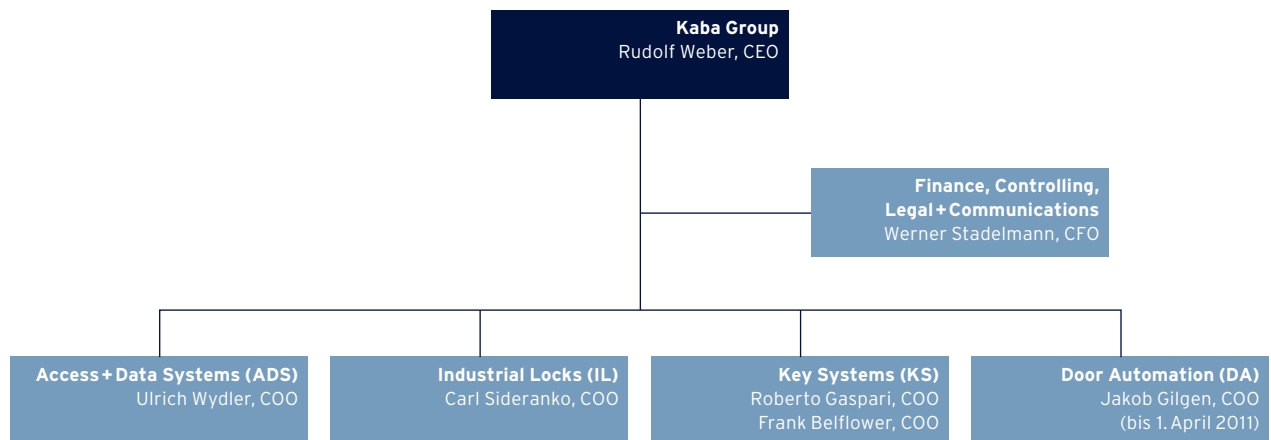 Kaba Group
Rudolf Weber, CEO
Finance, Controlling,
Legal+Communications
Werner Stadelmann, CFO
Access+Data Systems (ADS)
Ulrich Wydler, COO
Industrial Locks (IL)
Carl Sideranko, COO
Key Systems (KS)
Roberto Gaspari, COO
Frank Belflower, COO
Door Automation (DA)
Jakob Gilgen, COO
(bis 1. April 2011)